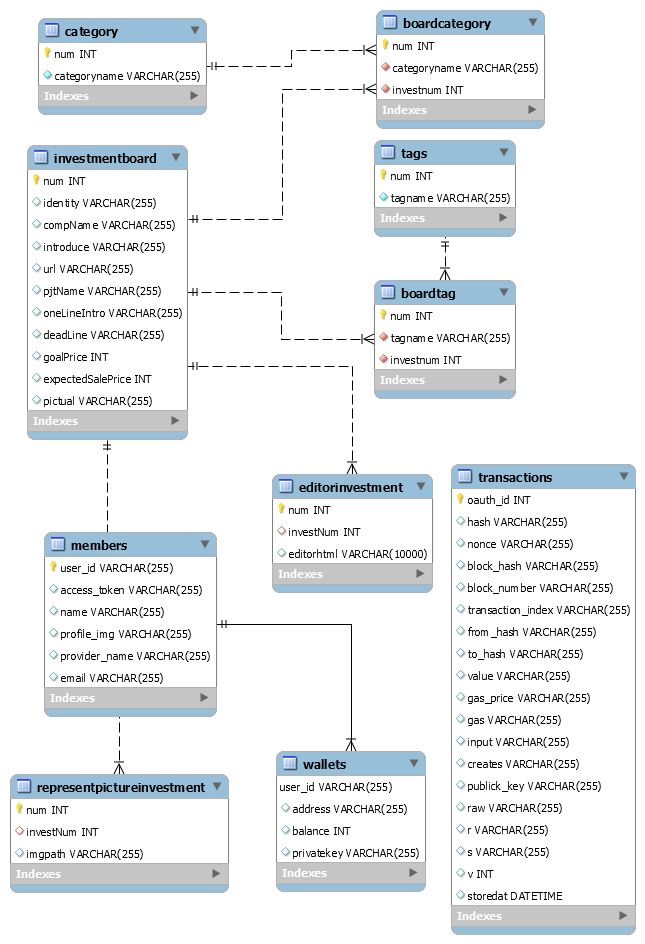 category
num INT
categoryname VARCHAR(255)
Indexes
boardcategory
num INT
categoryname VARCHAR(255)
investnum INT
Indexes
investmentboard
num INT
identity VARCHAR(255)
compName VARCHAR(255)
introduce VARCHAR(255)
url VARCHAR(255)
pjtName VARCHAR(255)
oneLineIntro VARCHAR(255)
deadLine VARCHAR(255)
goalPrice INT
expectedSalePrice INT
pictual VARCHAR(255)
Indexes
tags
num INT
tagname VARCHAR(255)
Indexes
boardtag
num INT
tagname VARCHAR(255)
investnum INT
Indexes
editorinvestment
num INT
investNum INT
editorhtml VARCHAR(10000)
Indexes
members
user_id VARCHAR(255)
access_token VARCHAR(255)
name VARCHAR(255)
profile_img VARCHAR(255)
provider_name VARCHAR(255)
email VARCHAR(255)
Indexes
transactions
oauth_id INT
hash VARCHAR(255)
nonce VARCHAR(255)
block_hash VARCHAR(255)
block_number VARCHAR(255)
transaction_index VARCHAR(255)
from_hash VARCHAR(255)
to_hash VARCHAR(255)
value VARCHAR(255)
gas_price VARCHAR(255)
gas VARCHAR(255)
input VARCHAR(255)
creates VARCHAR(255)
publick_key VARCHAR(255)
raw VARCHAR(255)
r VARCHAR(255)
s VARCHAR(255)
v INT
storedat DATETIME
Indexes
representpictureinvestment
num INT
investNum INT
imgpath VARCHAR(255)
Indexes
wallets
user_id VARCHAR(255)
address VARCHAR(255)
balance INT
privatekey VARCHAR(255)
Indexes